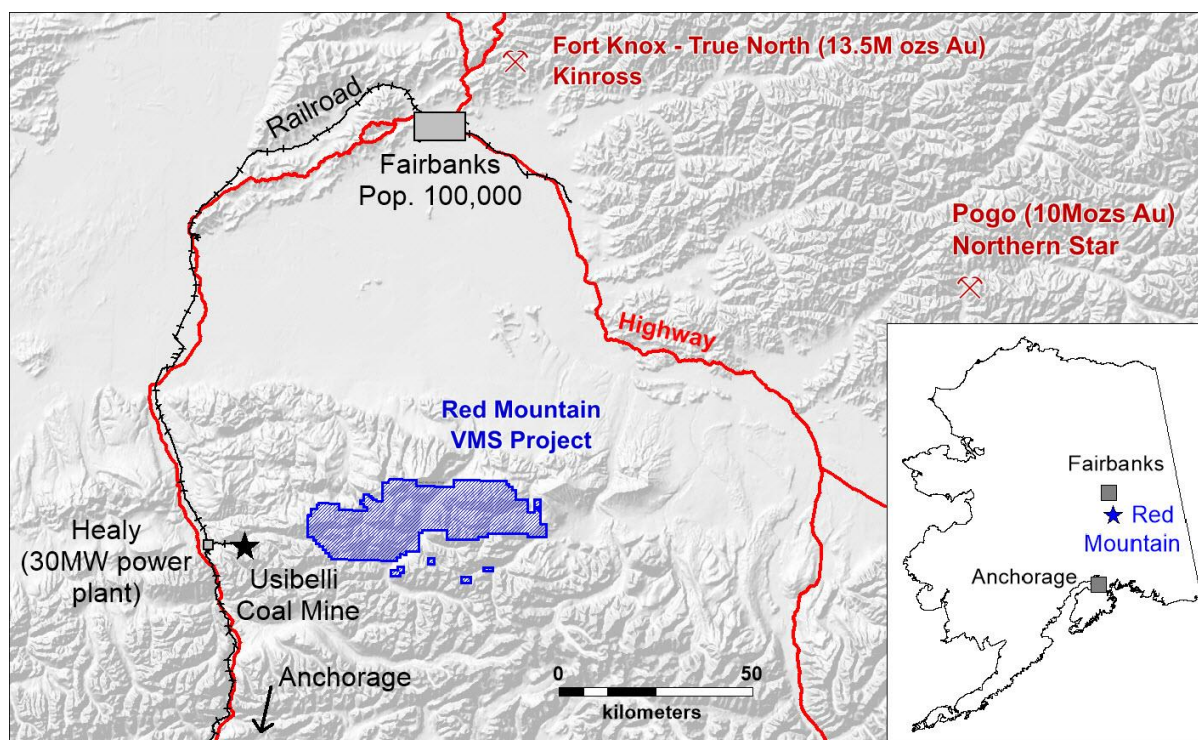 Fort Knox - True North (13.5M ozs Au)
Kinross
Railroad
Fairbanks
Pop. 100,000
Pogo (10Mozs Au)
Northern Star
Highway
Red Mountain
VMS Project
Healy
(30MW power
plant)
Usibelli
Coal Mine
Anchorage
0
50
kilometers
Fairbanks
Red
Mountain
Anchorage